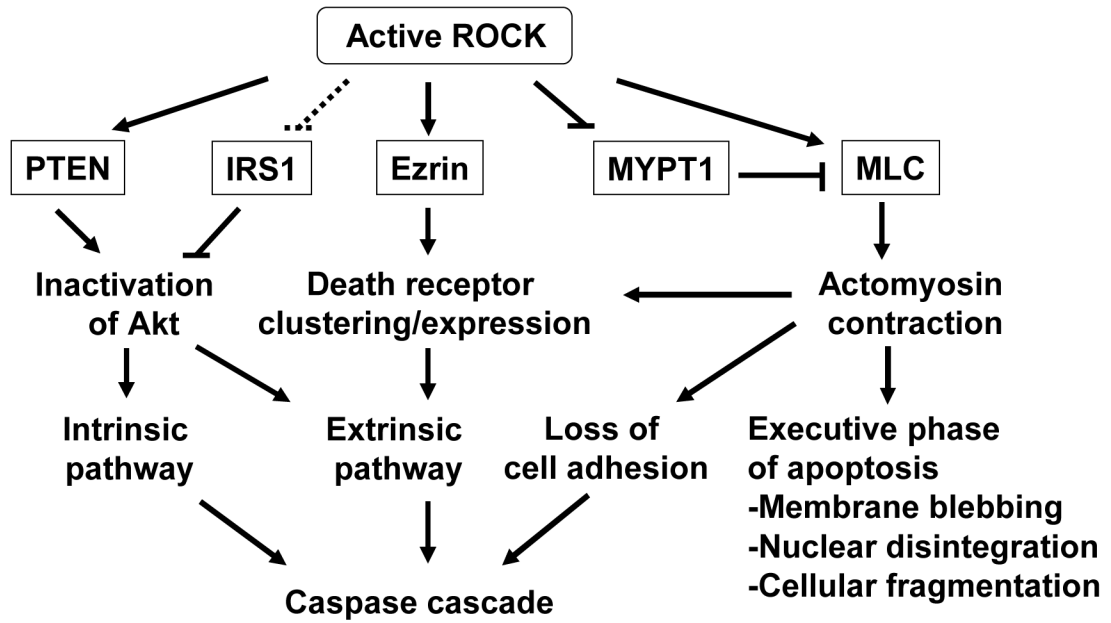 Active ROCK
PTEN
IRS1
Ezrin
MYPT1
MLC
Inactivation
of Akt
Death receptor
clustering/expression
Actomyosin
contraction
Intrinsic
pathway
Extrinsic
pathway
Loss of
cell adhesion
Executive phase
of apoptosis
-Membrane blebbing
-Nuclear disintegration
-Cellular fragmentation
Caspase cascade